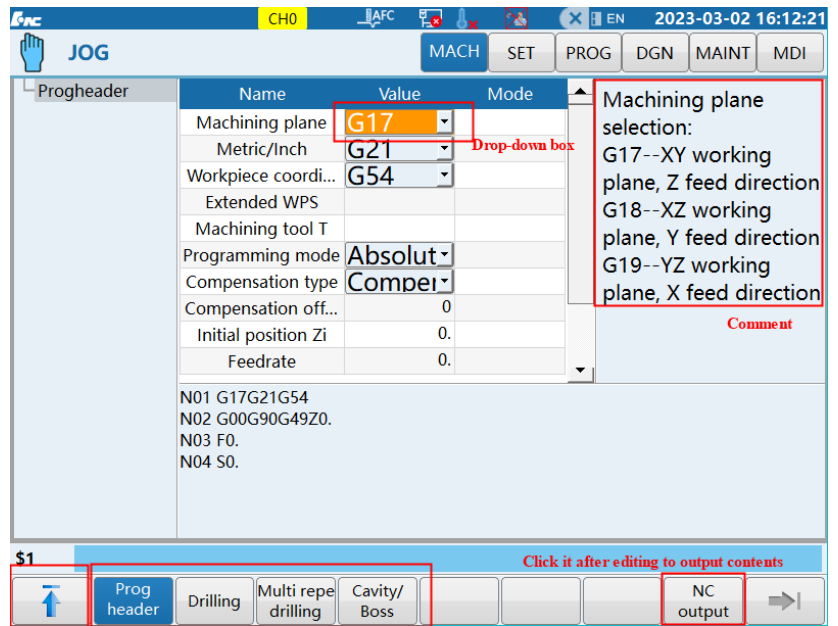 HNC
CH0
AFC
EN
2023-03-02 16:12:21
JOG
MACH
SET
PROG
DGN
MAINT
MDI
Progheader
Name Value Mode
Machining plane G17
Metric/Inch G21
Workpiece coordi... G54
Extended WPS
Machining tool T
Programming mode Absolut
Compensation type Compe
Compensation off... 0
Initial position Zi 0.
Feedrate 0.
Drop-down box
Machining plane
selection:
G17--XY working
plane, Z feed direction
G18--XZ working
plane, Y feed direction
G19--YZ working
plane, X feed direction
Comment
N01 G17G21G54
N02 G00G90G49Z0.
N03 F0.
N04 S0.
$1
Click it after editing to output contents
Prog
header
Drilling
Multi repe
drilling
Cavity/
Boss
NC
output